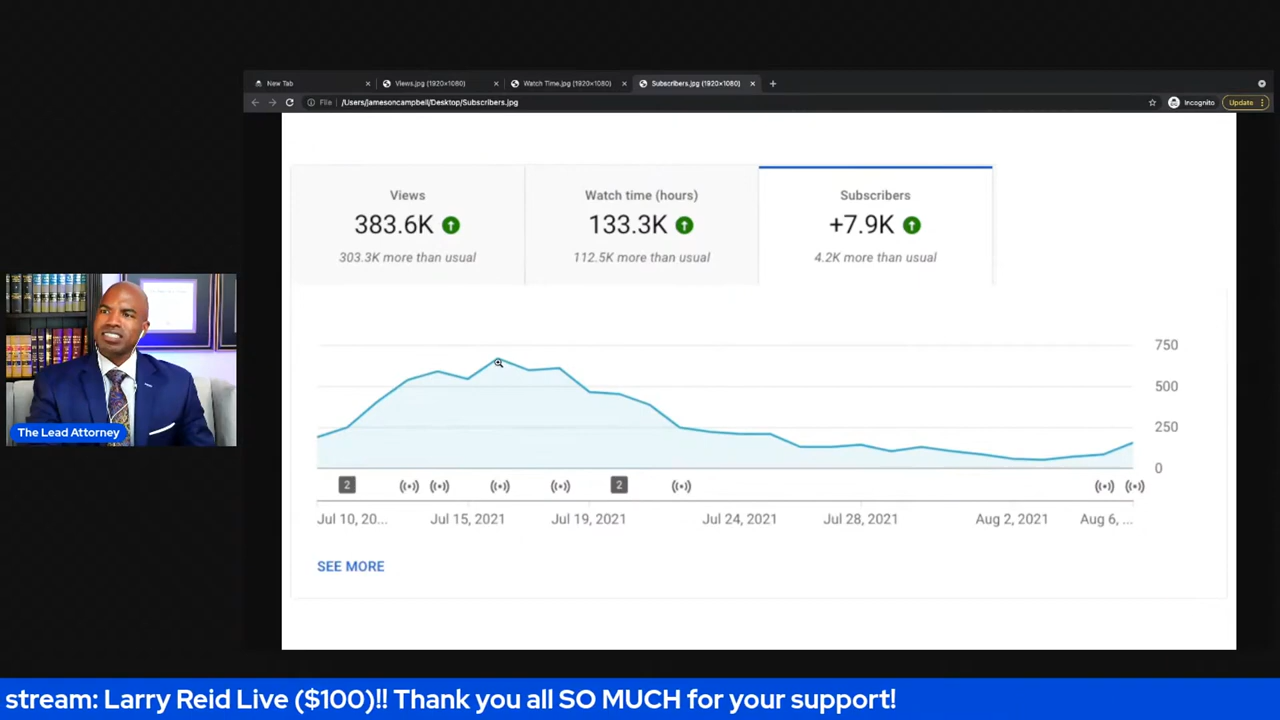 New Tab
Views.jpg (1920×1080)
Watch Time.jpg (1920×1080)
Subscribers.jpg (1920×1080)
File
/Users/jamesoncampbell/Desktop/Subscribers.jpg
Incognito
Update
Views
383.6K
303.3K more than usual
Watch time (hours)
133.3K
112.5K more than usual
Subscribers
+7.9K
4.2K more than usual
750
500
250
0
2
2
Jul 10, 20...
Jul 15, 2021
Jul 19, 2021
Jul 24, 2021
Jul 28, 2021
Aug 2, 2021
Aug 6, ...
SEE MORE
The Lead Attorney
stream: Larry Reid Live ($100)!! Thank you all SO MUCH for your support!